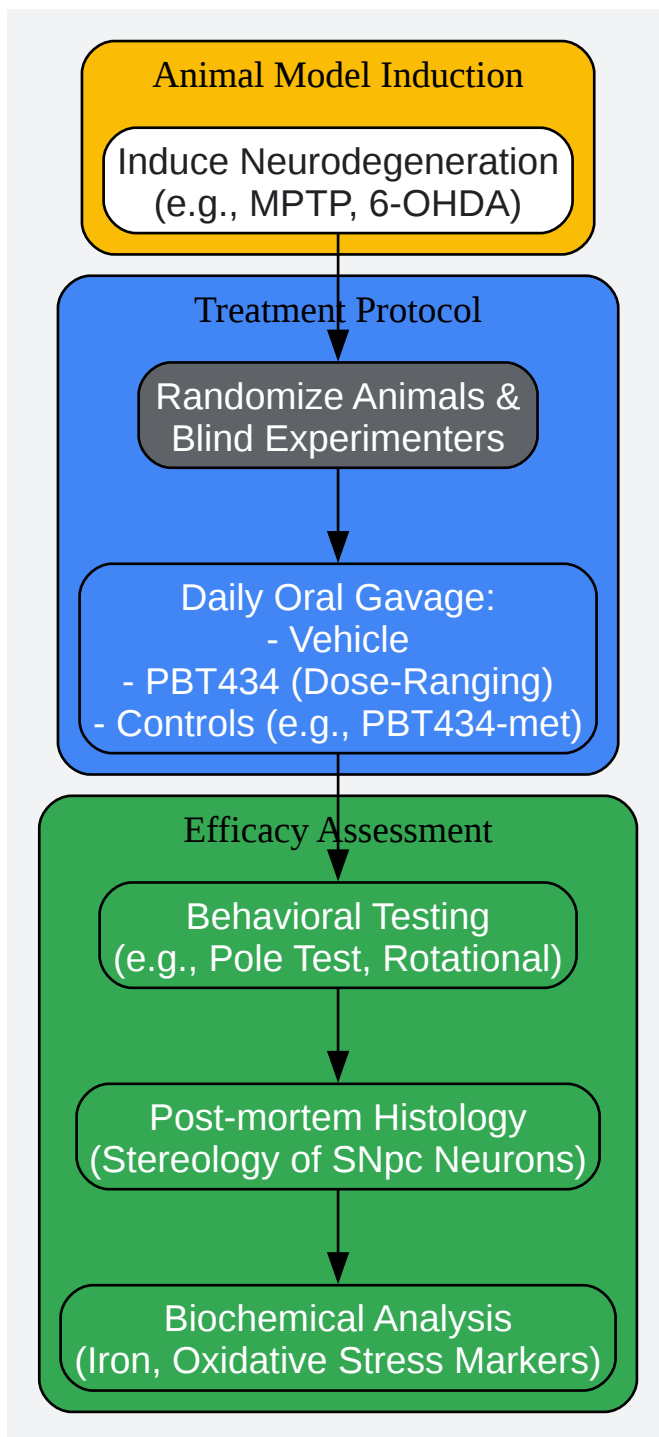 Animal Model Induction
Induce Neurodegeneration
(e.g., MPTP, 6-OHDA)
Treatment Protocol
Randomize Animals &
Blind Experimenters
Daily Oral Gavage:
- Vehicle
- PBT434 (Dose-Ranging)
- Controls (e.g., PBT434-met)
Efficacy Assessment
Behavioral Testing
(e.g., Pole Test, Rotational)
Post-mortem Histology
(Stereology of SNpc Neurons)
Biochemical Analysis
(Iron, Oxidative Stress Markers)